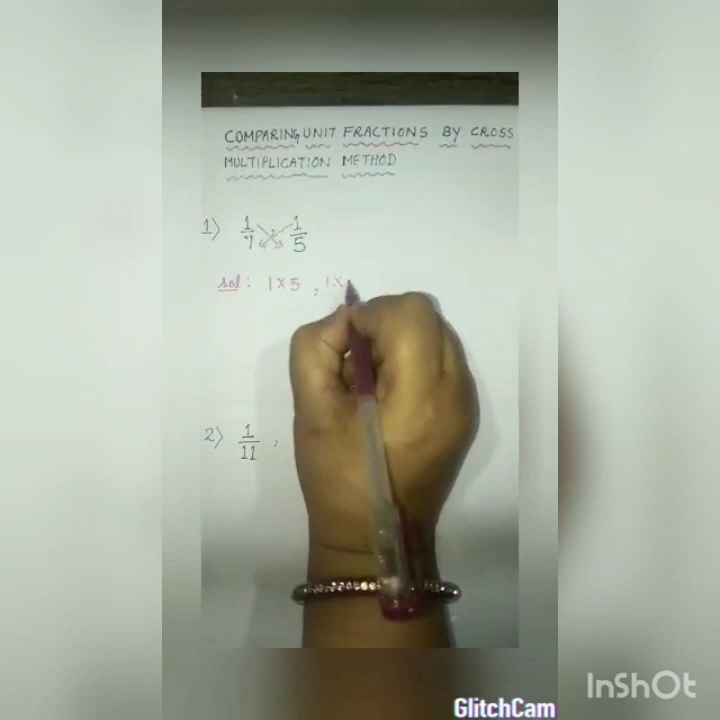 COMPARING UNIT FRACTIONS BY CROSS
MULTIPLICATION METHOD
1) 1/7 , 1/5
sol: 1 x 5 , 1 x
2) 1/11 ,
InShOt
GlitchCam